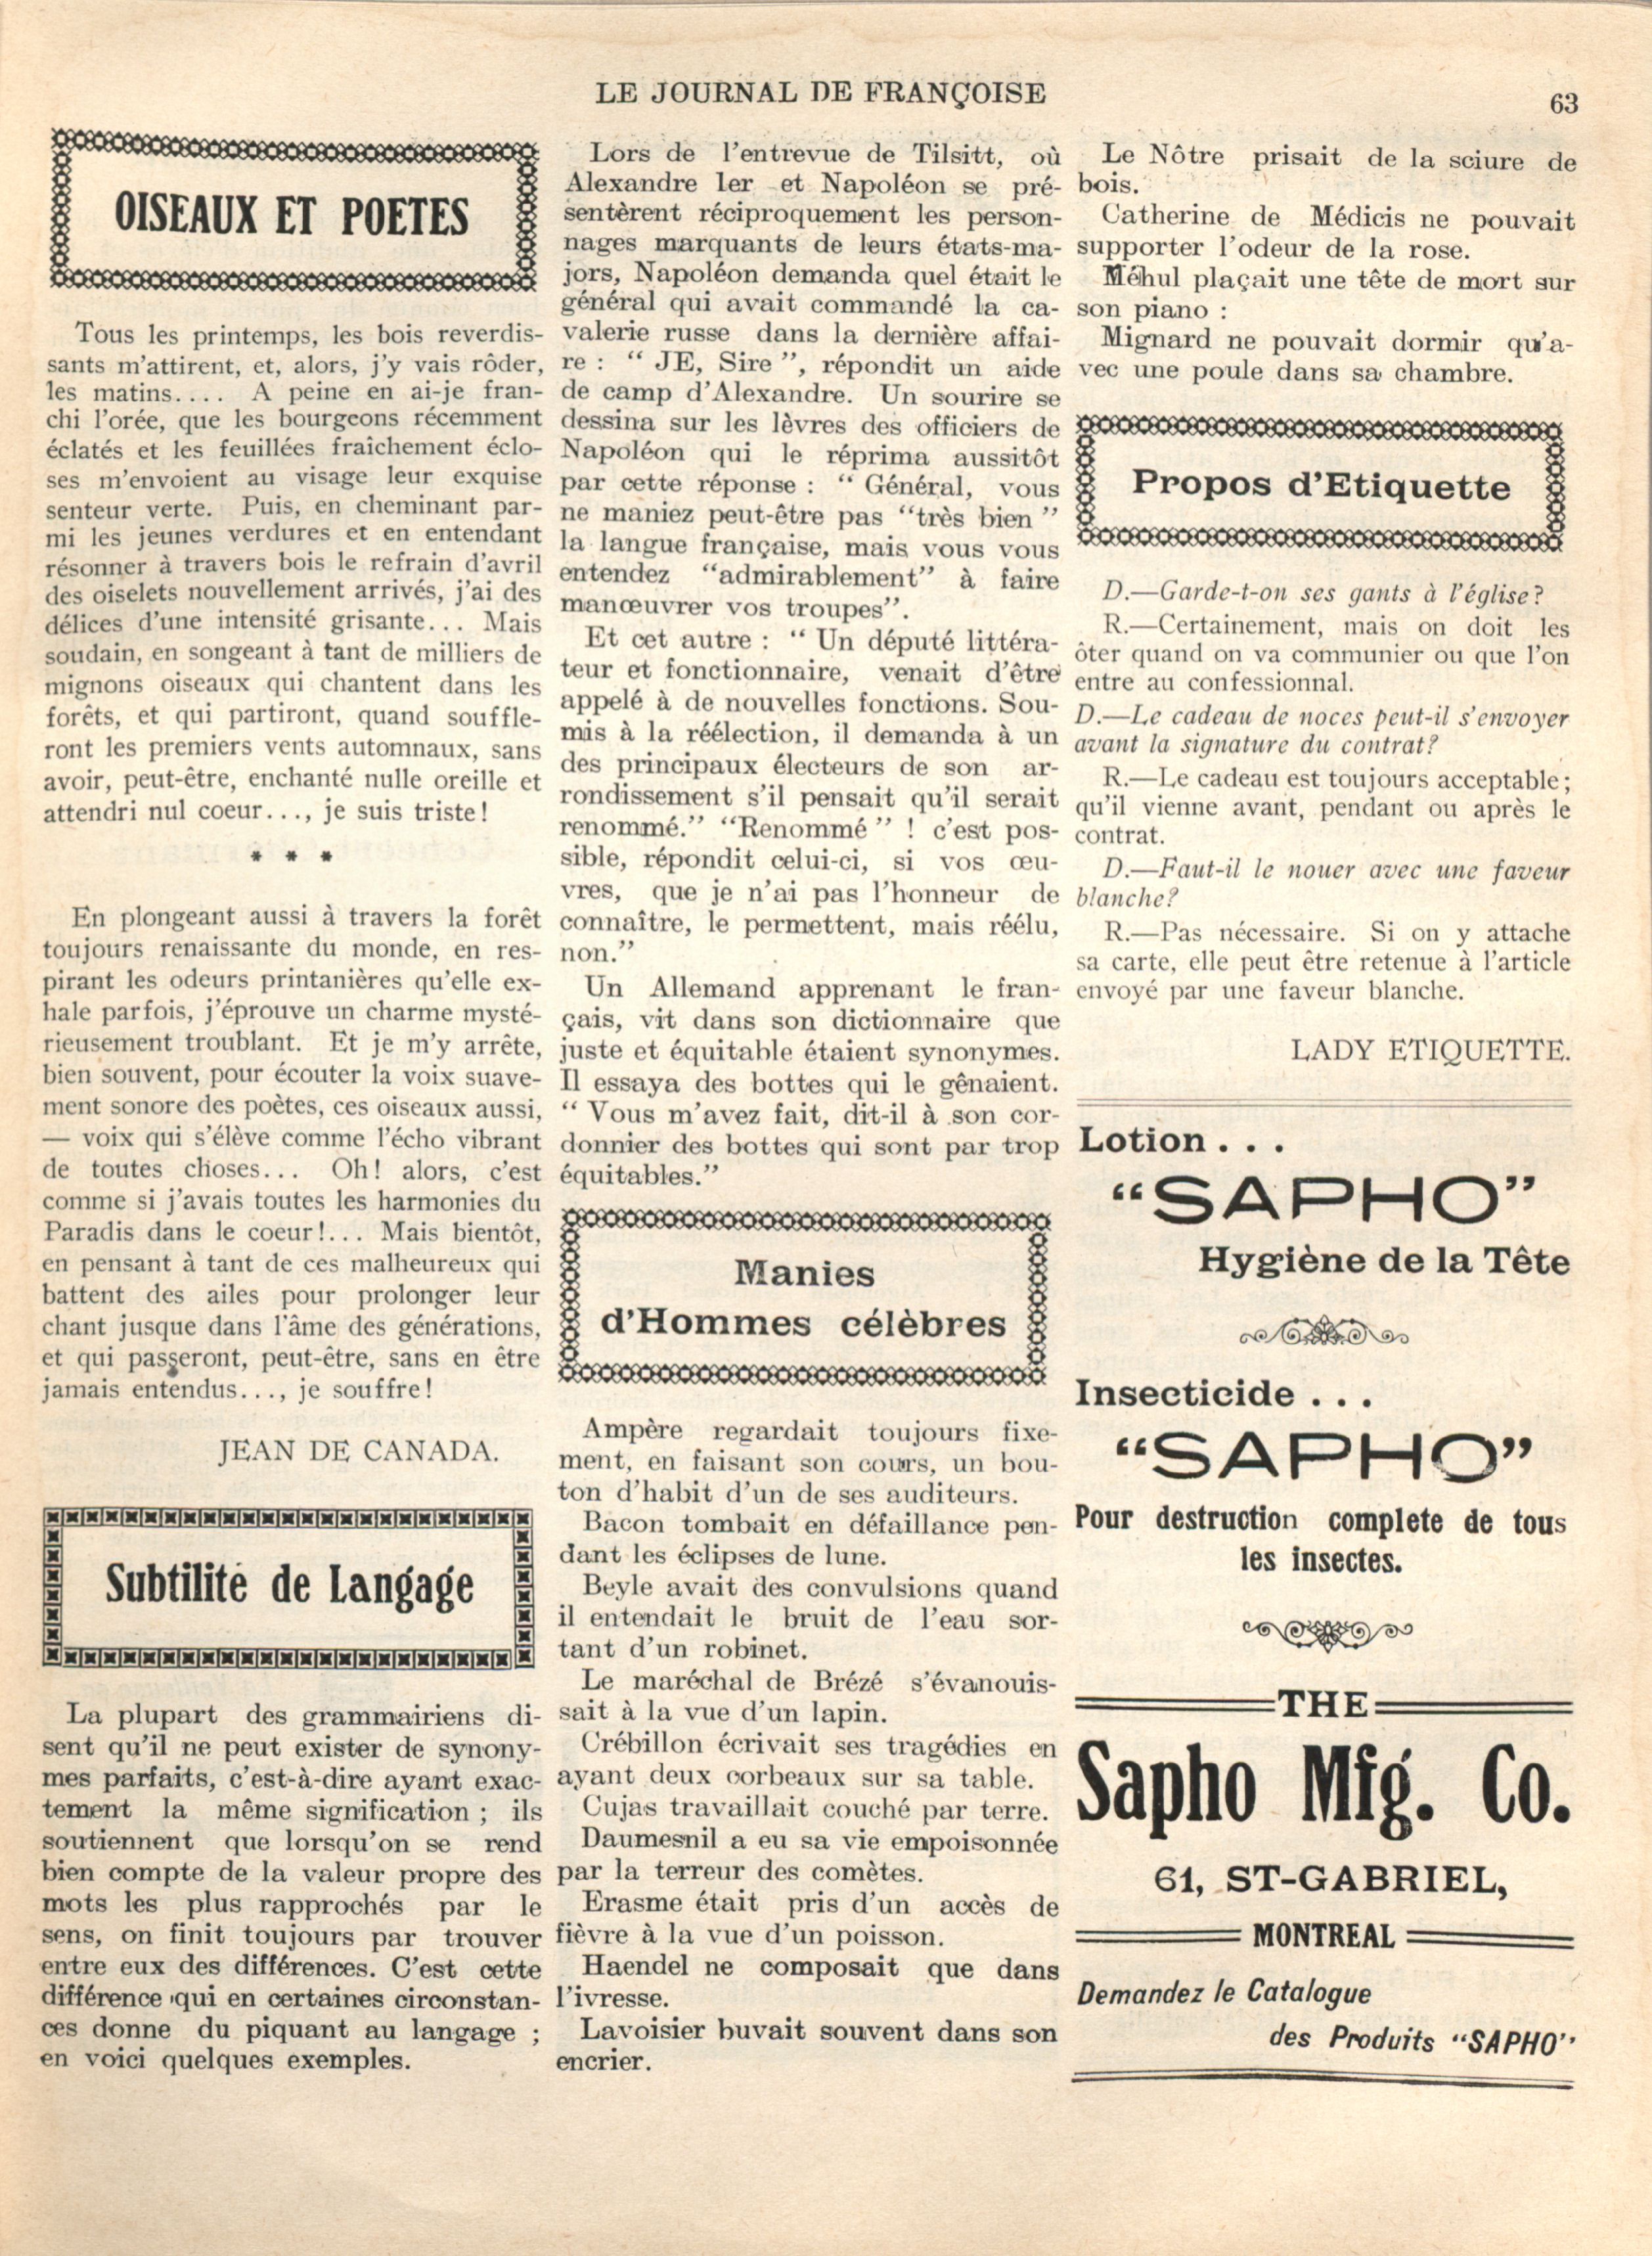 LE JOURNAL DE FRANÇOISE
63
OISEAUX ET POETES
Tous les printemps, les bois reverdis-
sants m'attirent, et, alors, j'y vais rôder,
les matins.... A peine en ai-je fran-
chi l'orée, que les bourgeons récemment
éclatés et les feuillées fraîchement éclo-
ses m'envoient au visage leur exquise
senteur verte. Puis, en cheminant par-
mi les jeunes verdures et en entendant
résonner à travers bois le refrain d'avril
des oiselets nouvellement arrivés, j'ai des
délices d'une intensité grisante... Mais
soudain, en songeant à tant de milliers de
mignons oiseaux qui chantent dans les
forêts, et qui partiront, quand souffle-
ront les premiers vents automnaux, sans
avoir, peut-être, enchanté nulle oreille et
attendri nul coeur..., je suis triste!
* * *
En plongeant aussi à travers la forêt
toujours renaissante du monde, en res-
pirant les odeurs printanières qu'elle ex-
hale parfois, j'éprouve un charme mysté-
rieusement troublant. Et je m'y arrête,
bien souvent, pour écouter la voix suave-
ment sonore des poètes, ces oiseaux aussi,
— voix qui s'élève comme l'écho vibrant
de toutes choses... Oh! alors, c'est
comme si j'avais toutes les harmonies du
Paradis dans le coeur!... Mais bientôt,
en pensant à tant de ces malheureux qui
battent des ailes pour prolonger leur
chant jusque dans l'âme des générations,
et qui passeront, peut-être, sans en être
jamais entendus..., je souffre!
JEAN DE CANADA.
Subtilité de Langage
La plupart des grammairiens di-
sent qu'il ne peut exister de synony-
mes parfaits, c'est-à-dire ayant exac-
tement la même signification ; ils
soutiennent que lorsqu'on se rend
bien compte de la valeur propre des
mots les plus rapprochés par le
sens, on finit toujours par trouver
entre eux des différences. C'est cette
différence qui en certaines circonstan-
ces donne du piquant au langage ;
en voici quelques exemples.
Lors de l'entrevue de Tilsitt, où
Alexandre 1er et Napoléon se pré-
sentèrent réciproquement les person-
nages marquants de leurs états-ma-
jors, Napoléon demanda quel était le
général qui avait commandé la ca-
valerie russe dans la dernière affai-
re : " JE, Sire ", répondit un aide
de camp d'Alexandre. Un sourire se
dessina sur les lèvres des officiers de
Napoléon qui le réprima aussitôt
par cette réponse : " Général, vous
ne maniez peut-être pas "très bien "
la langue française, mais vous vous
entendez "admirablement" à faire
manœuvrer vos troupes".
Et cet autre : " Un député littéra-
teur et fonctionnaire, venait d'être
appelé à de nouvelles fonctions. Sou-
mis à la réélection, il demanda à un
des principaux électeurs de son ar-
rondissement s'il pensait qu'il serait
renommé." "Renommé " ! c'est pos-
sible, répondit celui-ci, si vos œu-
vres, que je n'ai pas l'honneur de
connaître, le permettent, mais réélu,
non."
Un Allemand apprenant le fran-
çais, vit dans son dictionnaire que
juste et équitable étaient synonymes.
Il essaya des bottes qui le gênaient.
" Vous m'avez fait, dit-il à son cor-
donnier des bottes qui sont par trop
équitables."
Manies
d'Hommes célèbres
Ampère regardait toujours fixe-
ment, en faisant son cours, un bou-
ton d'habit d'un de ses auditeurs.
Bacon tombait en défaillance pen-
dant les éclipses de lune.
Beyle avait des convulsions quand
il entendait le bruit de l'eau sor-
tant d'un robinet.
Le maréchal de Brézé s'évanouis-
sait à la vue d'un lapin.
Crébillon écrivait ses tragédies en
ayant deux corbeaux sur sa table.
Cujas travaillait couché par terre.
Daumesnil a eu sa vie empoisonnée
par la terreur des comètes.
Erasme était pris d'un accès de
fièvre à la vue d'un poisson.
Haendel ne composait que dans
l'ivresse.
Lavoisier buvait souvent dans son
encrier.
Le Nôtre prisait de la sciure de
bois.
Catherine de Médicis ne pouvait
supporter l'odeur de la rose.
Méhul plaçait une tête de mort sur
son piano :
Mignard ne pouvait dormir qu'a-
vec une poule dans sa chambre.
Propos d'Etiquette
D.—Garde-t-on ses gants à l'église?
R.—Certainement, mais on doit les
ôter quand on va communier ou que l'on
entre au confessionnal.
D.—Le cadeau de noces peut-il s'envoyer
avant la signature du contrat?
R.—Le cadeau est toujours acceptable;
qu'il vienne avant, pendant ou après le
contrat.
D.—Faut-il le nouer avec une faveur
blanche?
R.—Pas nécessaire. Si on y attache
sa carte, elle peut être retenue à l'article
envoyé par une faveur blanche.
LADY ETIQUETTE.
Lotion . . .
"SAPHO"
Hygiène de la Tête
Insecticide . . .
"SAPHO"
Pour destruction complete de tous
les insectes.
THE
Sapho Mfg. Co.
61, ST-GABRIEL,
MONTREAL
Demandez le Catalogue
des Produits "SAPHO"